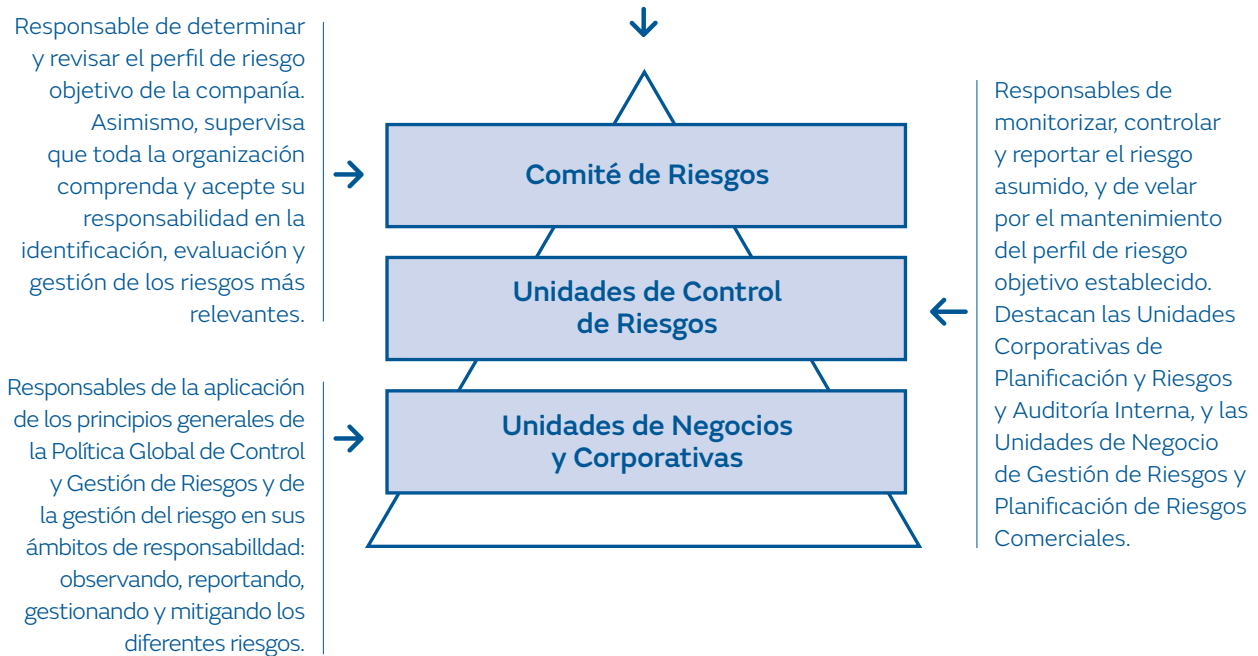 Responsable de determinar
y revisar el perfil de riesgo
objetivo de la companía.
Asimismo, supervisa
que toda la organización
comprenda y acepte su
responsabilidad en la
identificación, evaluación y
gestión de los riesgos más
relevantes.
Comité de Riesgos
Unidades de Control
de Riesgos
Responsables de
monitorizar, controlar
y reportar el riesgo
asumido, y de velar
por el mantenimiento
del perfil de riesgo
objetivo establecido.
Destacan las Unidades
Corporativas de
Planificación y Riesgos
y Auditoría Interna, y las
Unidades de Negocio
de Gestión de Riesgos y
Planificación de Riesgos
Comerciales.
Responsables de la aplicación
de los principios generales de
la Política Global de Control
y Gestión de Riesgos y de
la gestión del riesgo en sus
ámbitos de responsabilldad:
observando, reportando,
gestionando y mitigando los
diferentes riesgos.
Unidades de Negocios
y Corporativas